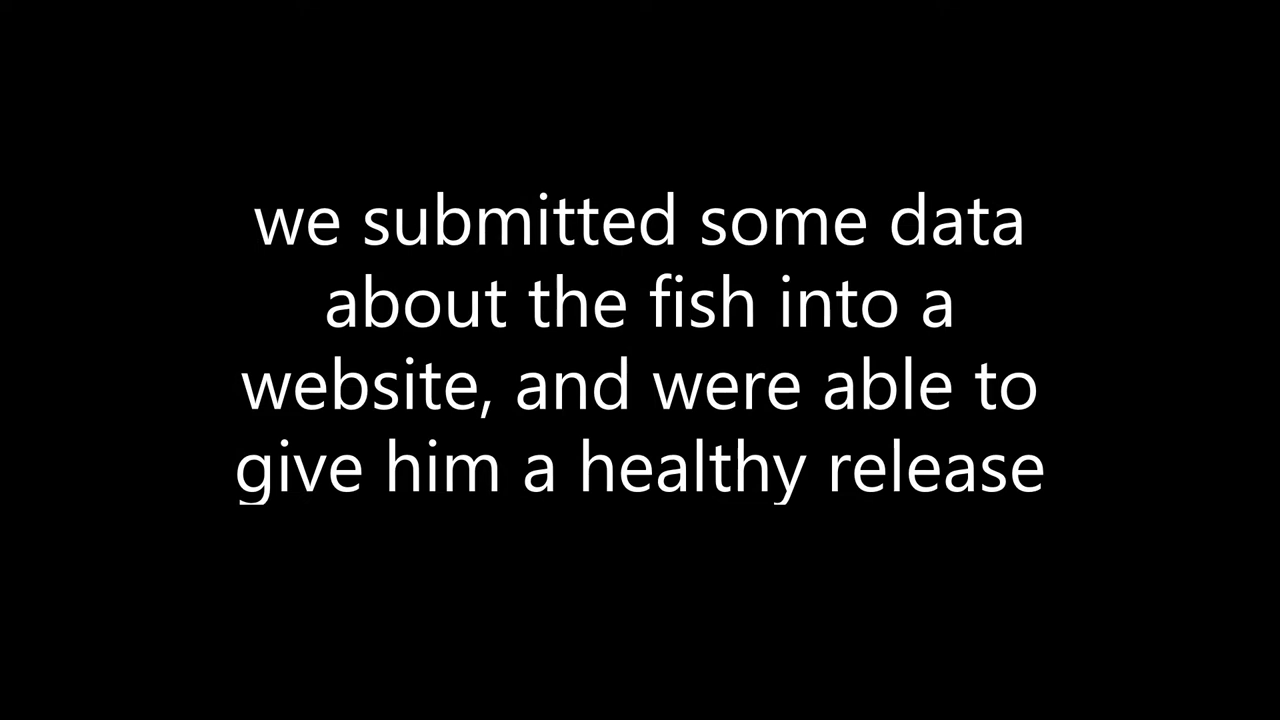 we submitted some data
about the fish into a
website, and were able to
give him a healthy release